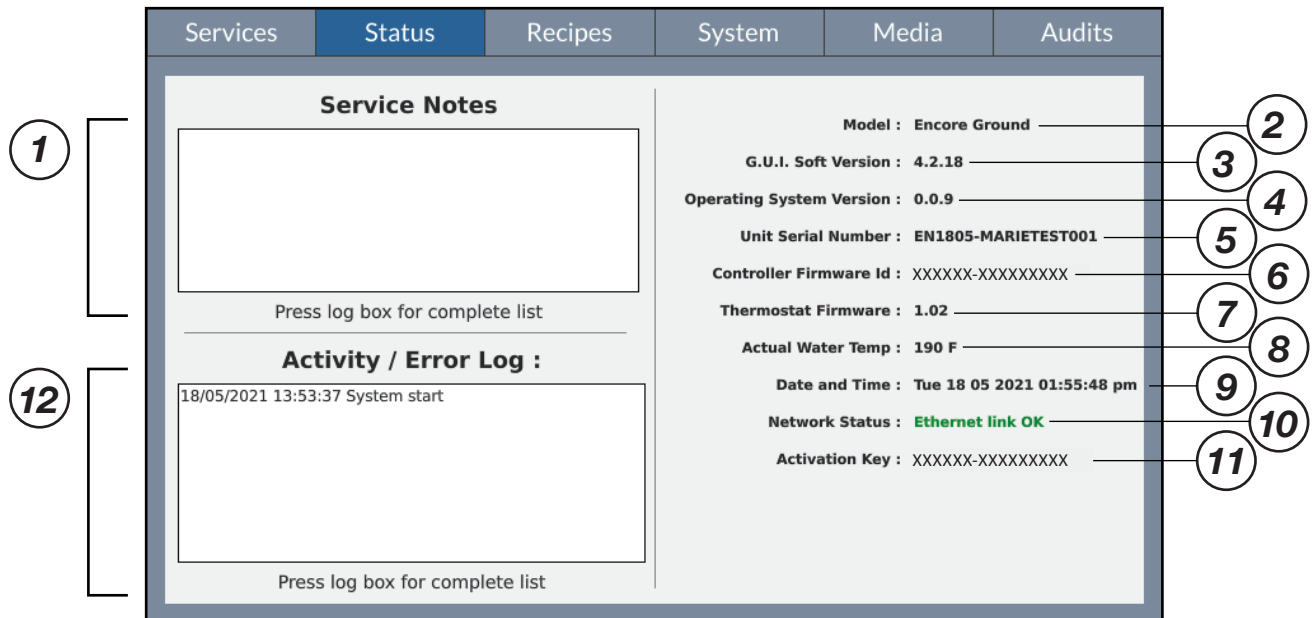 Services Status Recipes System Media Audits
1
Service Notes
Press log box for complete list
12
Activity / Error Log :
18/05/2021 13:53:37 System start
Press log box for complete list
Model : Encore Ground 2
G.U.I. Soft Version : 4.2.18 3
Operating System Version : 0.0.9 4
Unit Serial Number : EN1805-MARIETEST001 5
Controller Firmware Id : XXXXXX-XXXXXXXXX 6
Thermostat Firmware : 1.02 7
Actual Water Temp : 190 F 8
Date and Time : Tue 18 05 2021 01:55:48 pm 9
Network Status : Ethernet link OK 10
Activation Key : XXXXXX-XXXXXXXXX 11